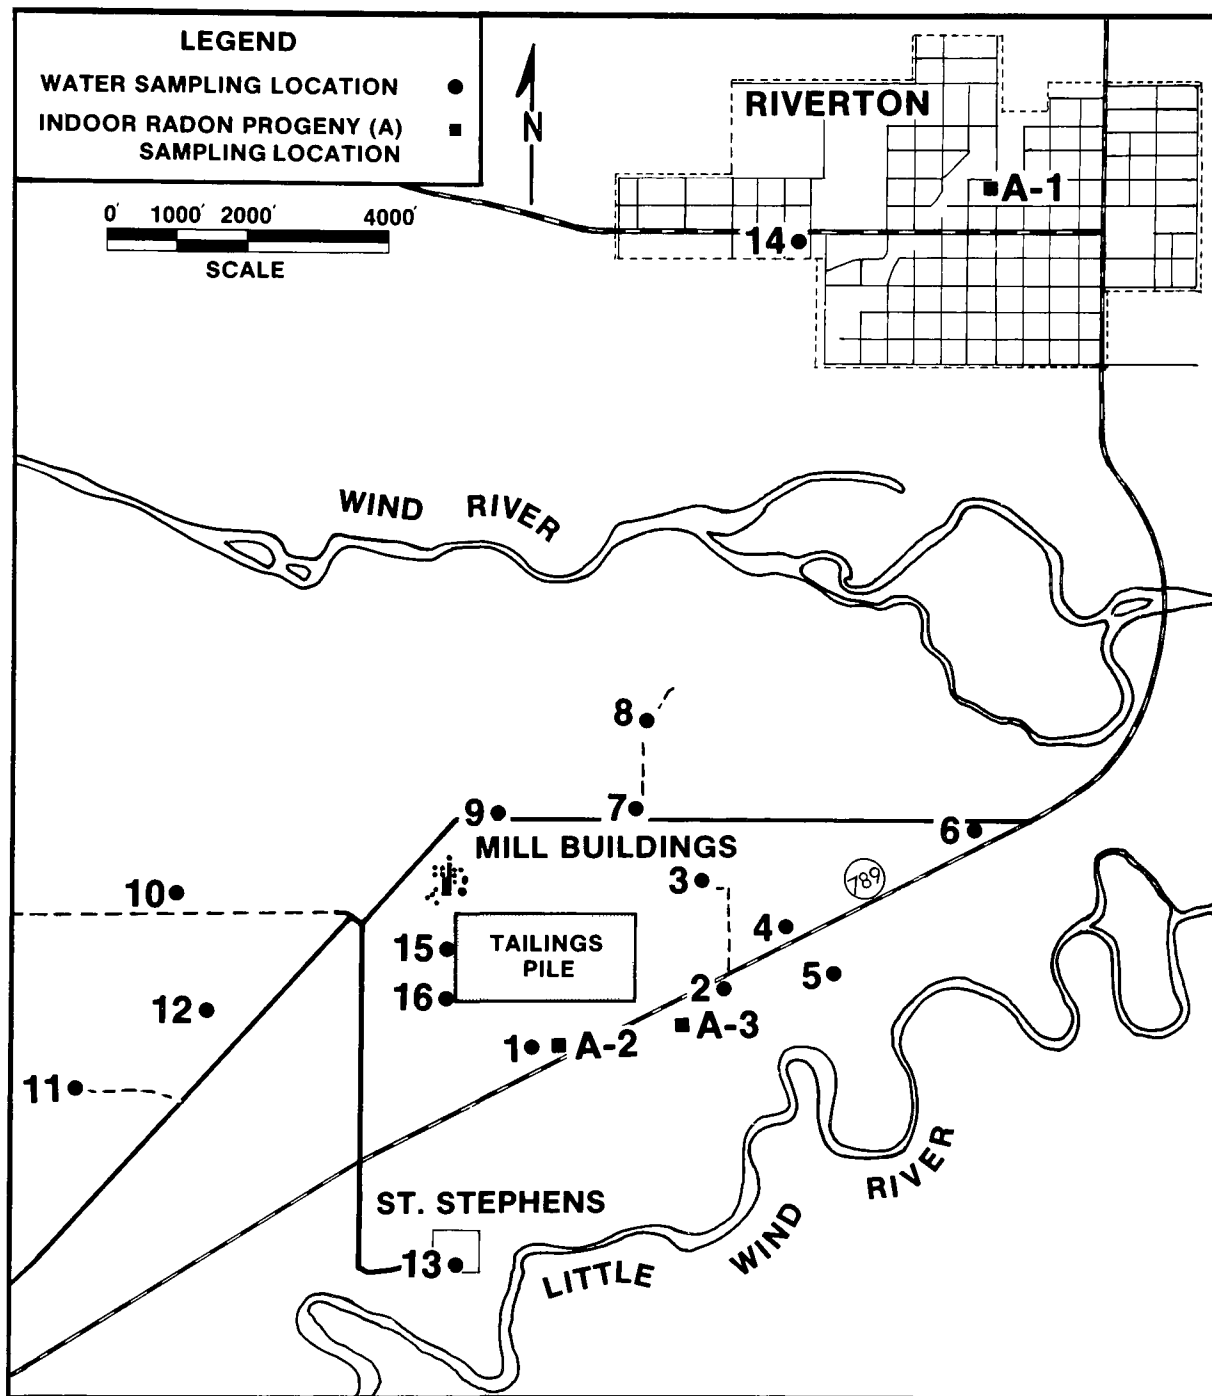 LEGEND
WATER SAMPLING LOCATION
INDOOR RADON PROGENY (A)
SAMPLING LOCATION
N
RIVERTON
A-1
0' 1000' 2000' 4000'
SCALE
14
WIND RIVER
8
9
7
6
MILL BUILDINGS
3
789
10
4
15
TAILINGS
PILE
5
16
2
12
A-3
1
A-2
11
ST. STEPHENS
13
LITTLE WIND RIVER